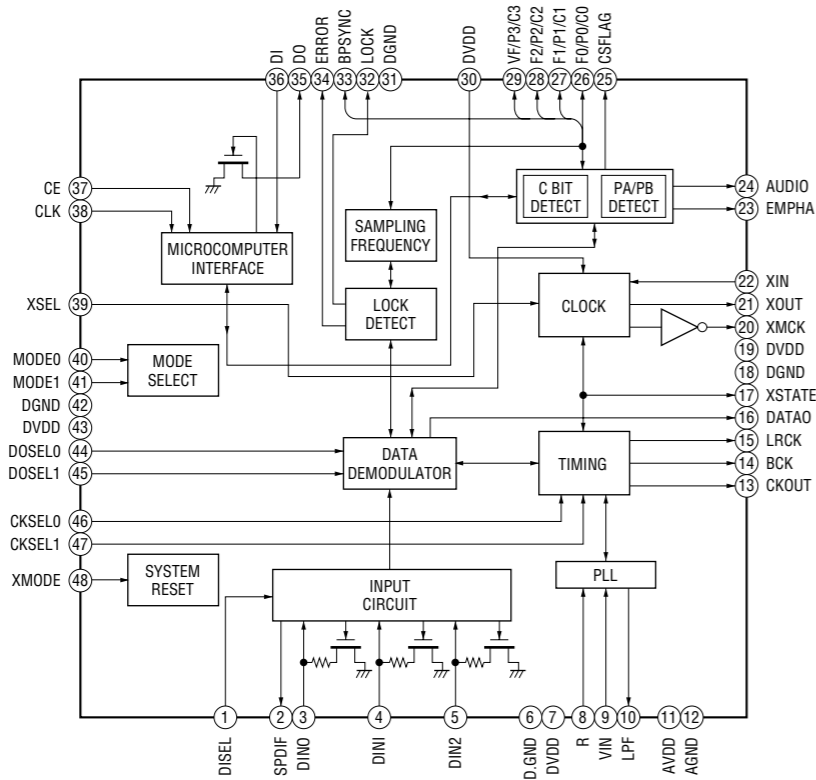 DI
DO
ERROR
BPSYNC
LOCK
DGND
DVDD
VF/P3/C3
F2/P2/C2
F1/P1/C1
F0/P0/C0
CSFLAG
36
35
34
33
32
31
30
29
28
27
26
25
CE 37
CLK 38
XSEL 39
MODE0 40
MODE1 41
DGND 42
DVDD 43
DOSEL0 44
DOSEL1 45
CKSEL0 46
CKSEL1 47
XMODE 48
MICROCOMPUTER
INTERFACE
SAMPLING
FREQUENCY
LOCK
DETECT
C BIT
DETECT
PA/PB
DETECT
CLOCK
MODE
SELECT
DATA
DEMODULATOR
TIMING
SYSTEM
RESET
INPUT
CIRCUIT
PLL
24 AUDIO
23 EMPHA
22 XIN
21 XOUT
20 XMCK
19 DVDD
18 DGND
17 XSTATE
16 DATAO
15 LRCK
14 BCK
13 CKOUT
1
2
3
4
5
6
7
8
9
10
11
12
DISEL
SPDIF
DINO
DINI
DIN2
D.GND
DVDD
R
VIN
LPF
AVDD
AGND